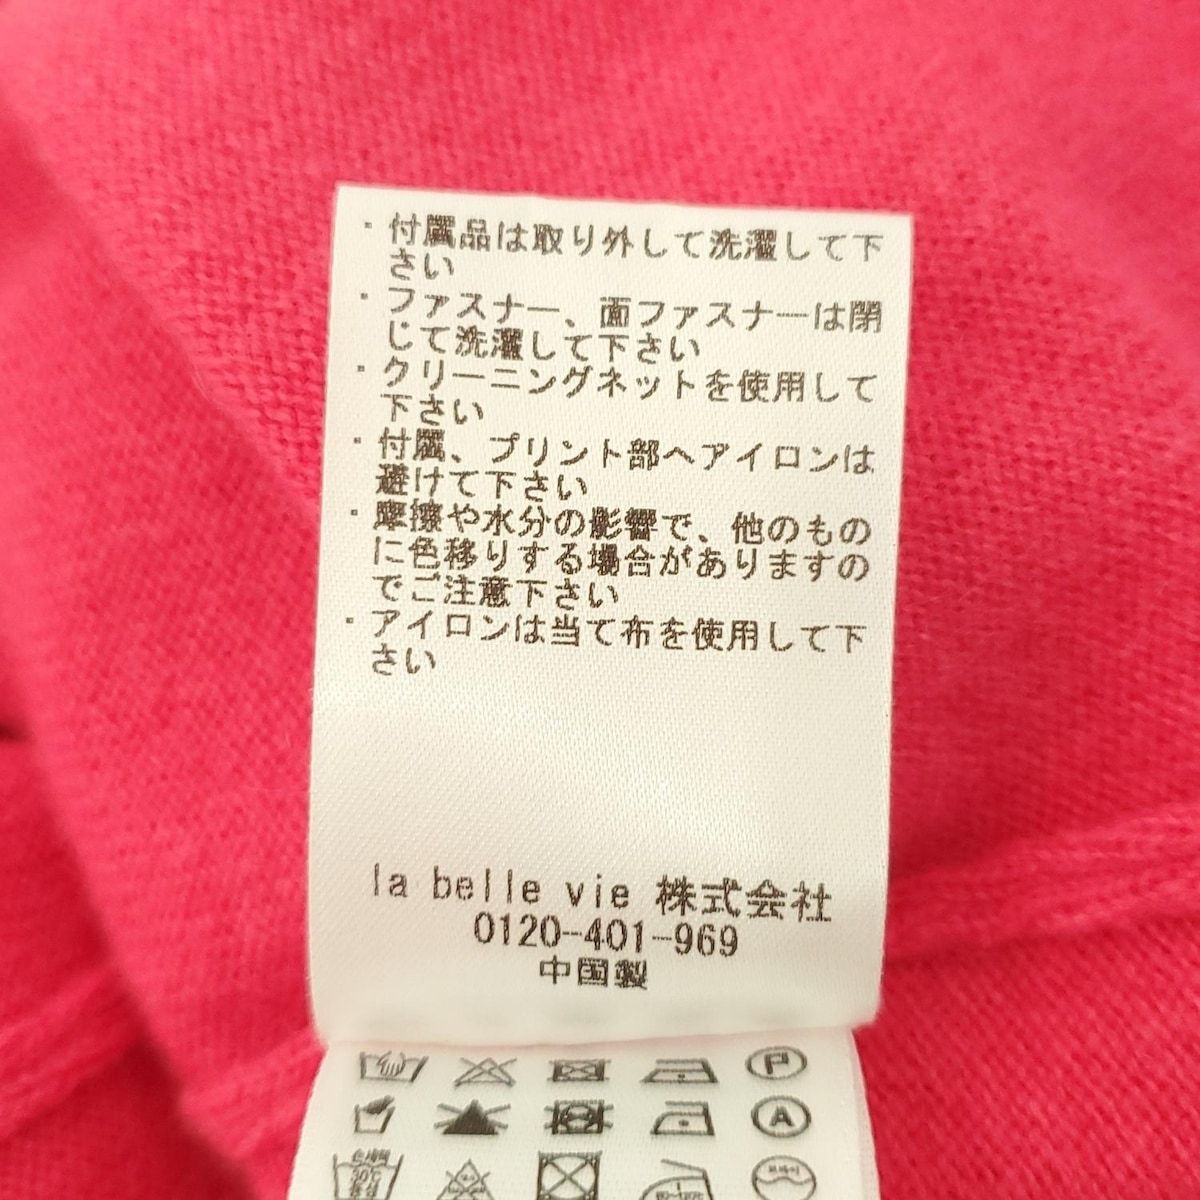 ・付属品は取り外して洗濯して下
さい
・ファスナー、面ファスナーは閉
じて洗濯して下さい
・クリーニングネットを使用して
下さい
・付属、プリント部へアイロンは
避けて下さい
・摩擦や水分の影響で、他のもの
に色移りする場合がありますの
でご注意下さい
・アイロンは当て布を使用して下
さい
la belle vie 株式会社
0120-401-969
中国製
P
A
손세탁
30℃
중성